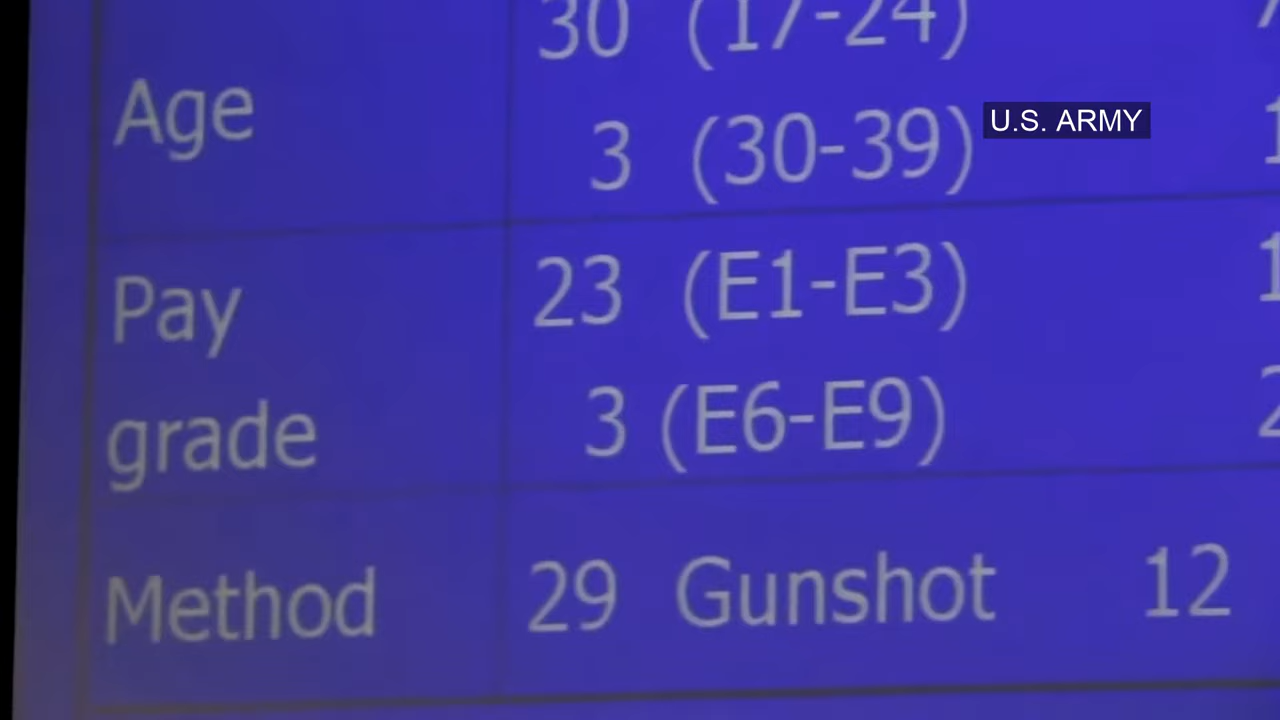 30 (17-24)
Age
3 (30-39)
U.S. ARMY
Pay
23 (E1-E3)
grade
3 (E6-E9)
Method 29 Gunshot 12